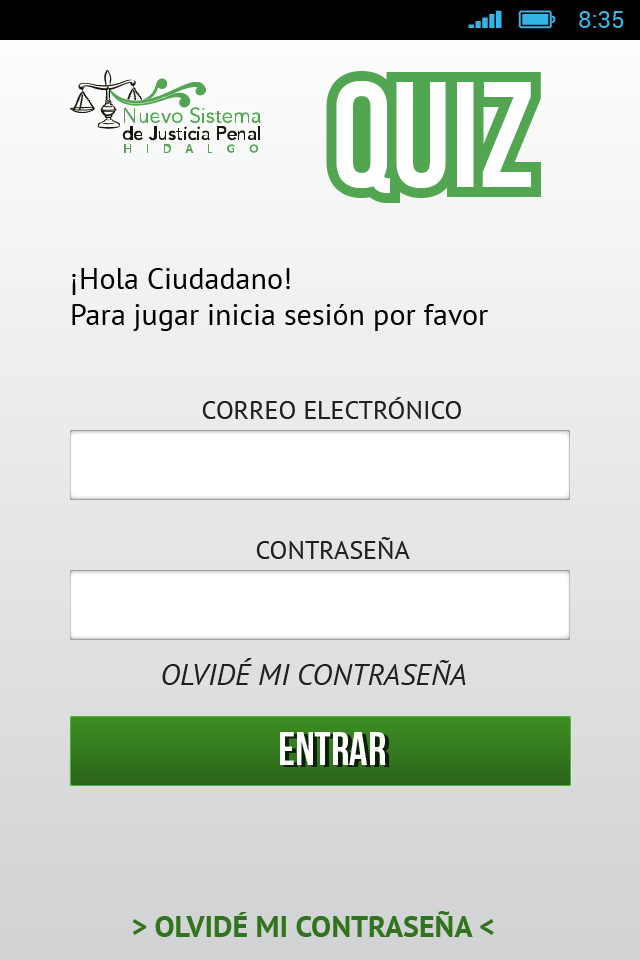 8:35
Nuevo Sistema
de Justicia Penal
HIDALGO
QUIZ
¡Hola Ciudadano!
Para jugar inicia sesión por favor
CORREO ELECTRÓNICO
CONTRASEÑA
OLVIDÉ MI CONTRASEÑA
ENTRAR
> OLVIDÉ MI CONTRASEÑA <